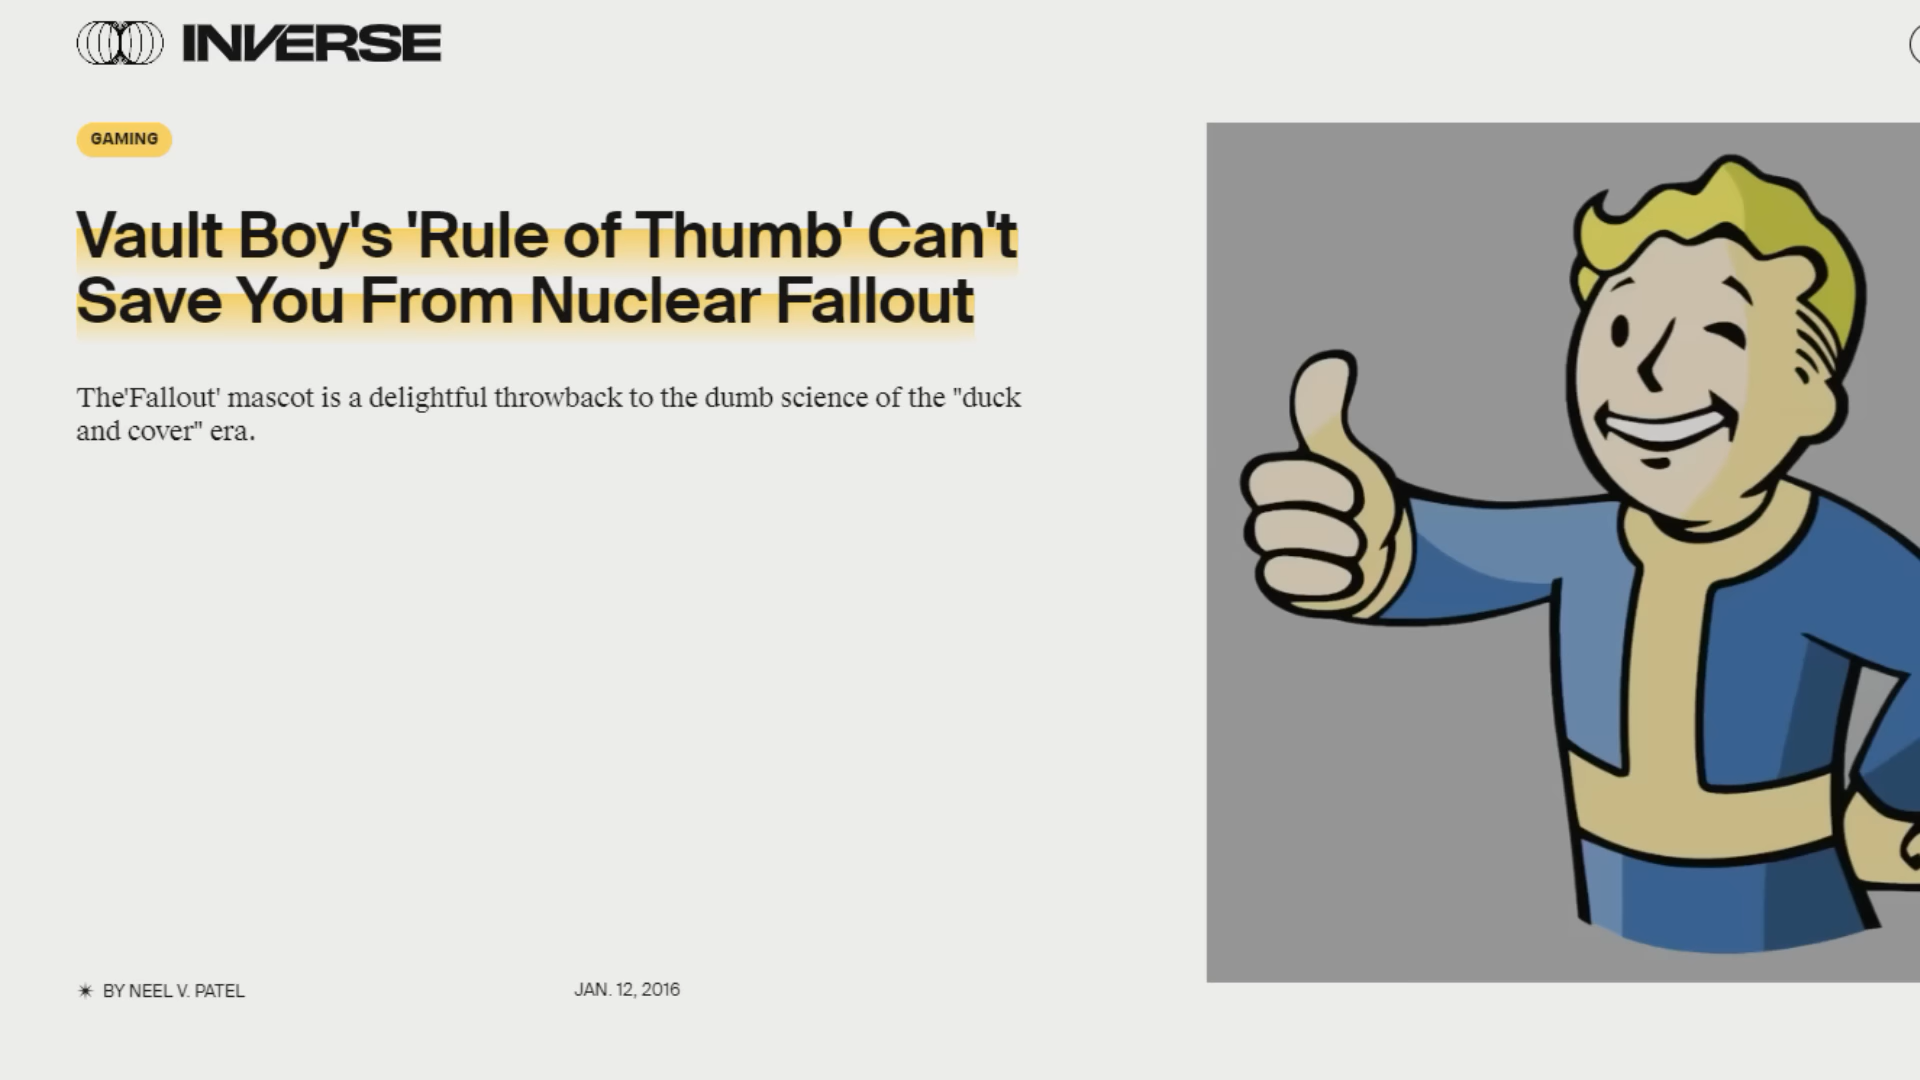 INVERSE
GAMING
Vault Boy's 'Rule of Thumb' Can't
Save You From Nuclear Fallout
The'Fallout' mascot is a delightful throwback to the dumb science of the "duck
and cover" era.
BY NEEL V. PATEL
JAN. 12, 2016